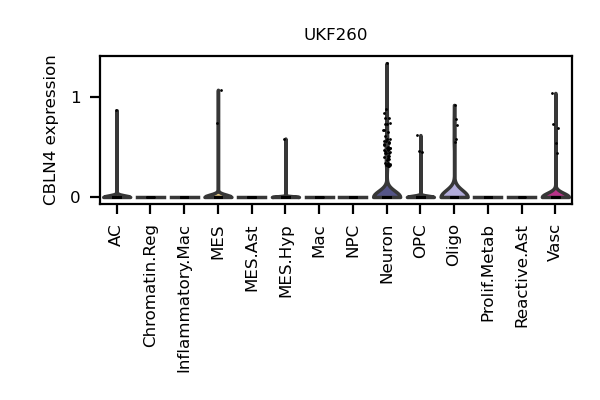 UKF260
CBLN4 expression
1
0
AC
Chromatin.Reg
Inflammatory.Mac
MES
MES.Ast
MES.Hyp
Mac
NPC
Neuron
OPC
Oligo
Prolif.Metab
Reactive.Ast
Vasc